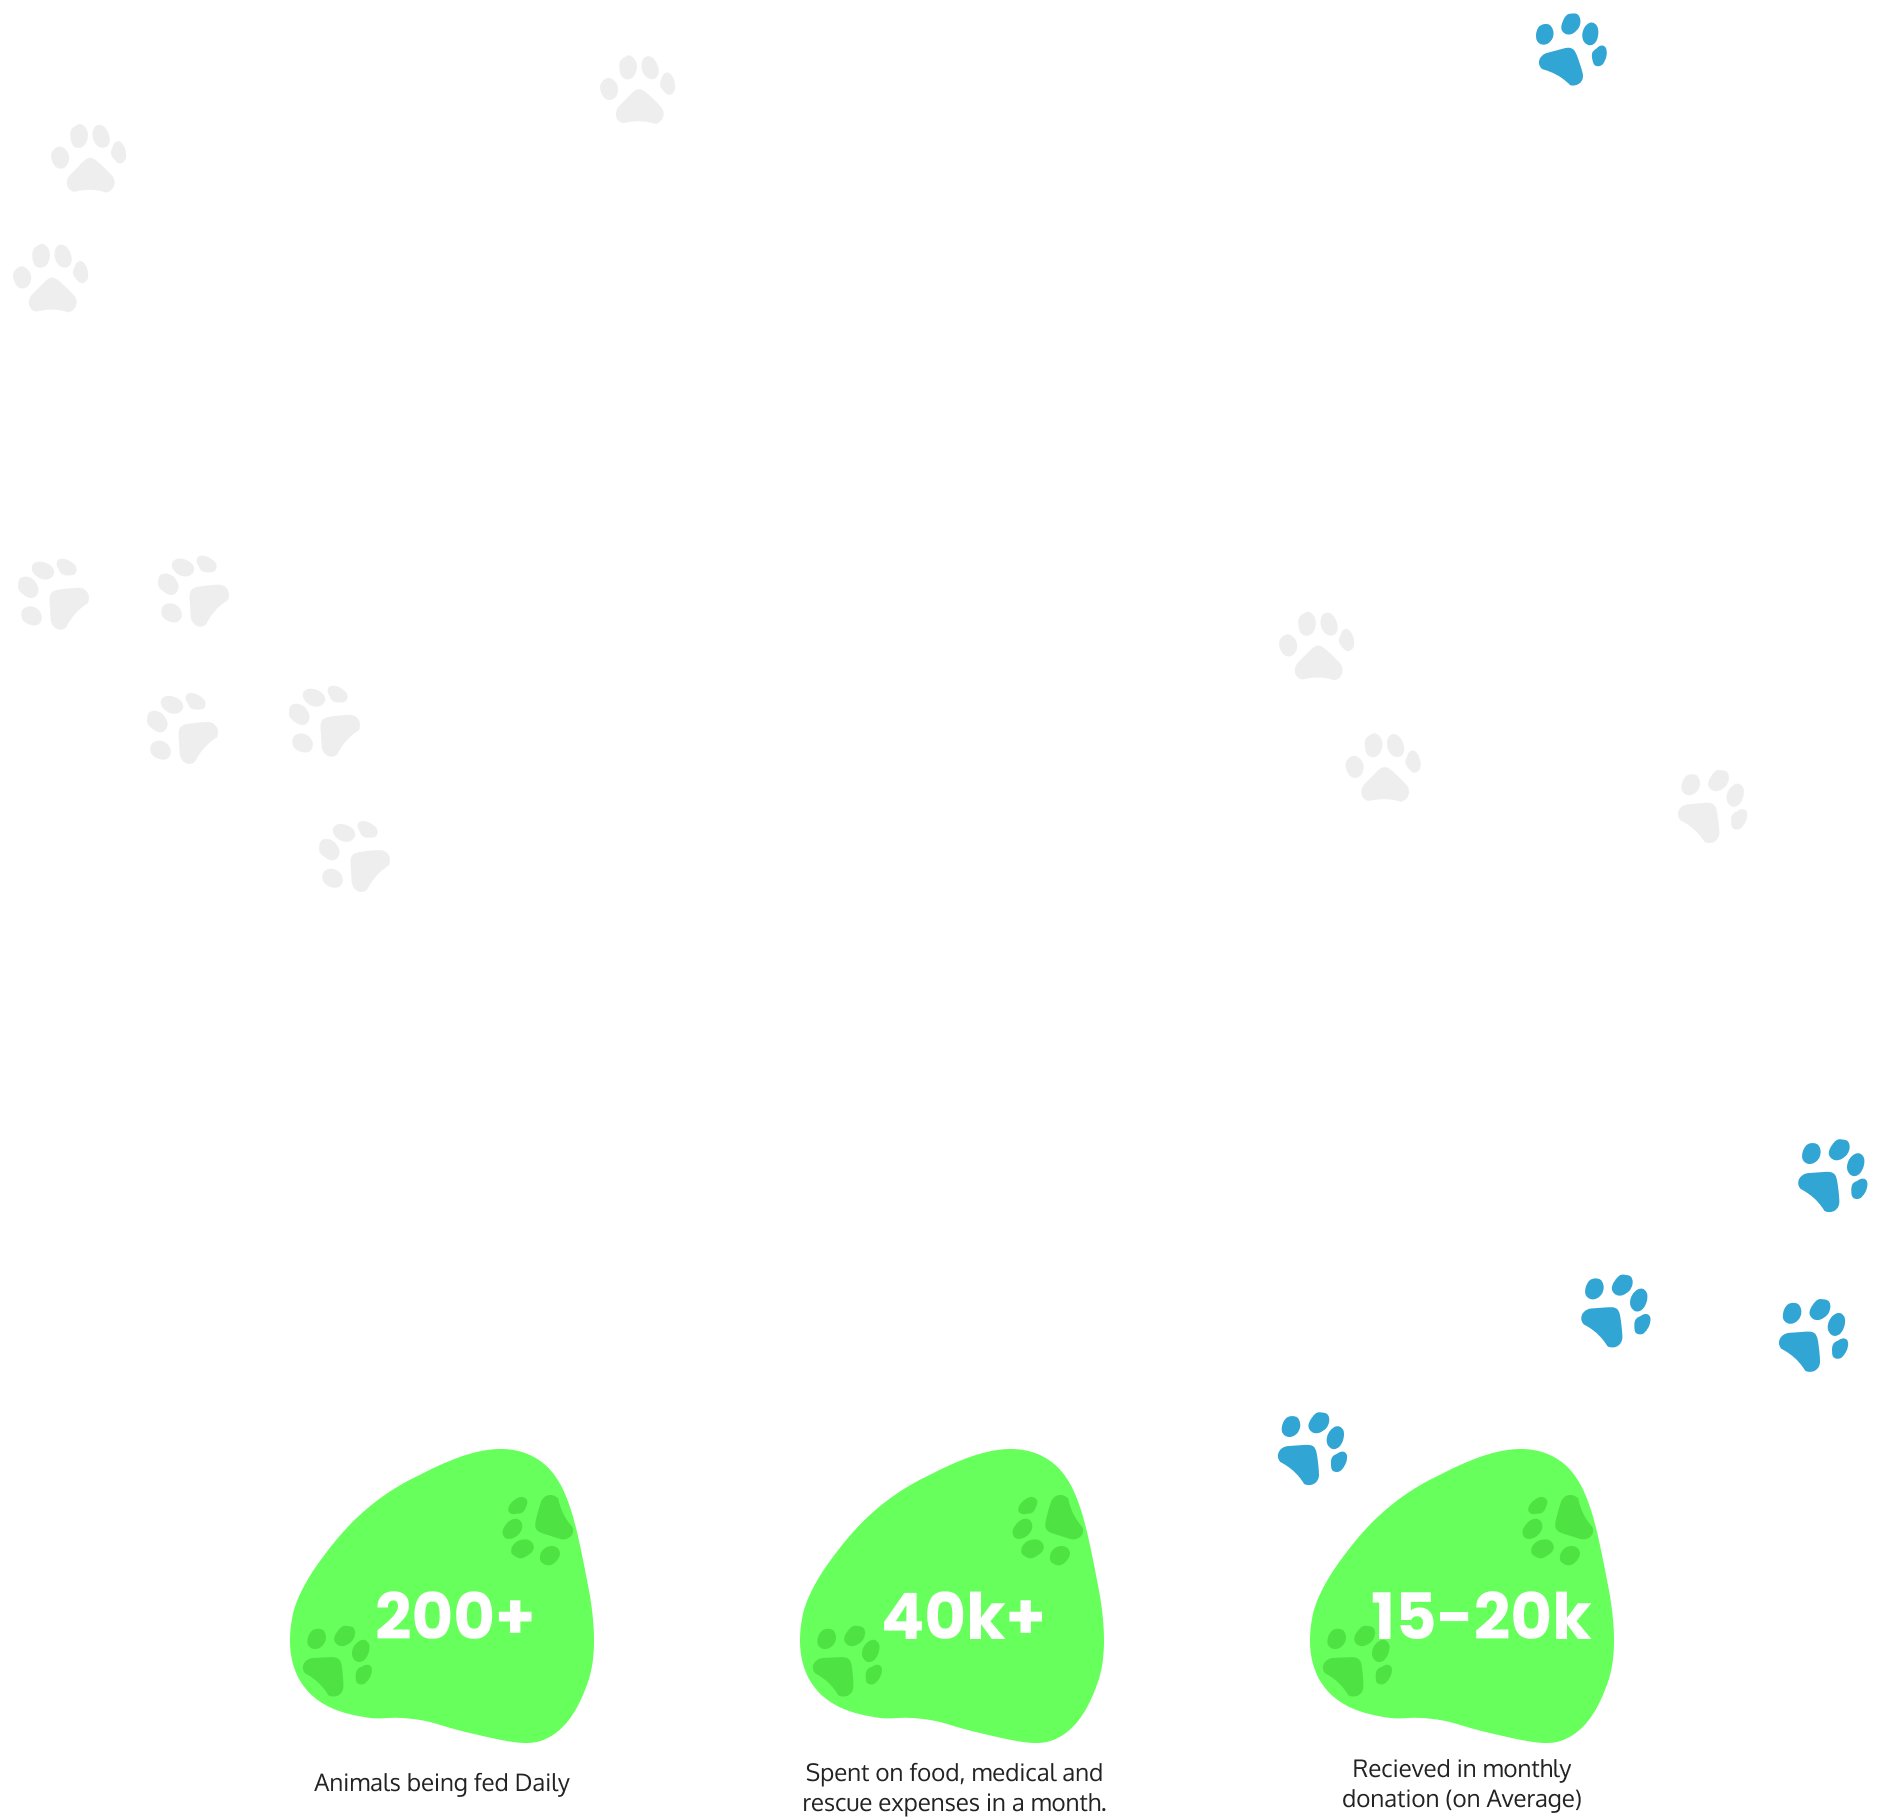 200+
40k+
15-20k
Animals being fed Daily
Spent on food, medical and
rescue expenses in a month.
Recieved in monthly
donation (on Average)